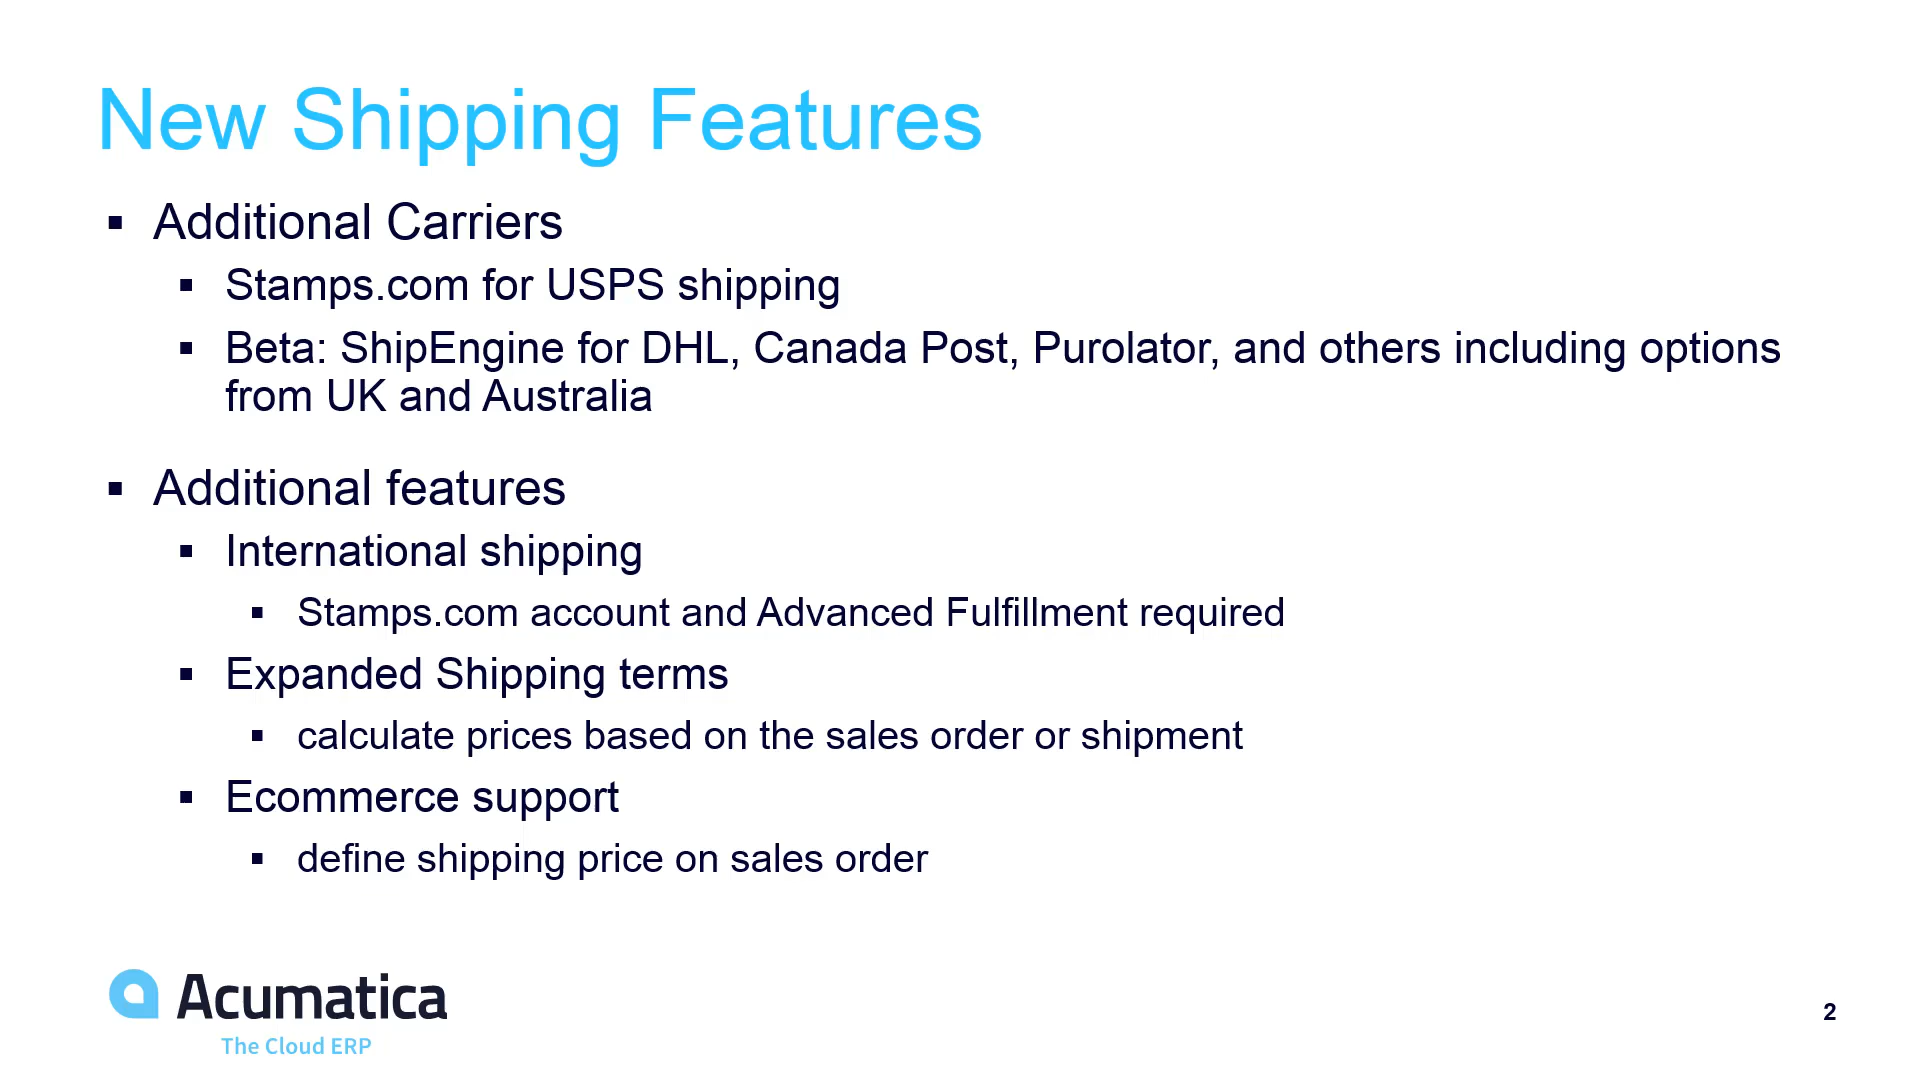 New Shipping Features
▪ Additional Carriers
▪ Stamps.com for USPS shipping
▪ Beta: ShipEngine for DHL, Canada Post, Purolator, and others including options
from UK and Australia
▪ Additional features
▪ International shipping
▪ Stamps.com account and Advanced Fulfillment required
▪ Expanded Shipping terms
▪ calculate prices based on the sales order or shipment
▪ Ecommerce support
▪ define shipping price on sales order
Acumatica
The Cloud ERP
2